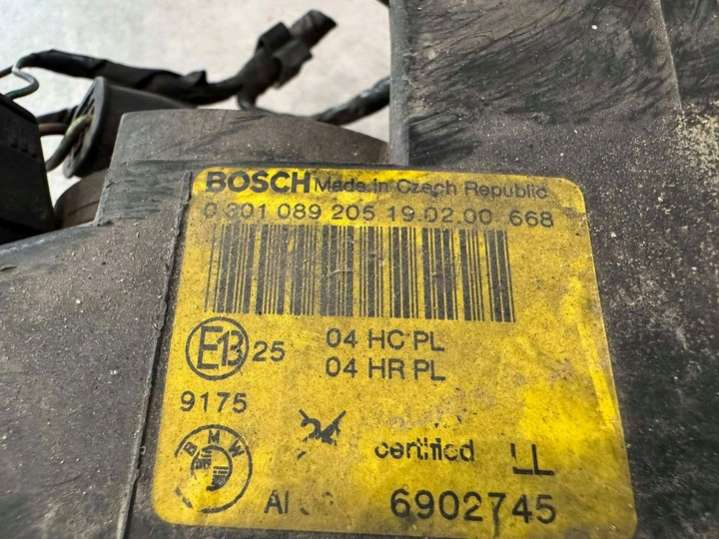 BOSCH Made in Czech Republic
0 301 089 205 19.02.00 668
E13 25 04 HC PL
04 HR PL
9175
certified LL
BMW
6902745